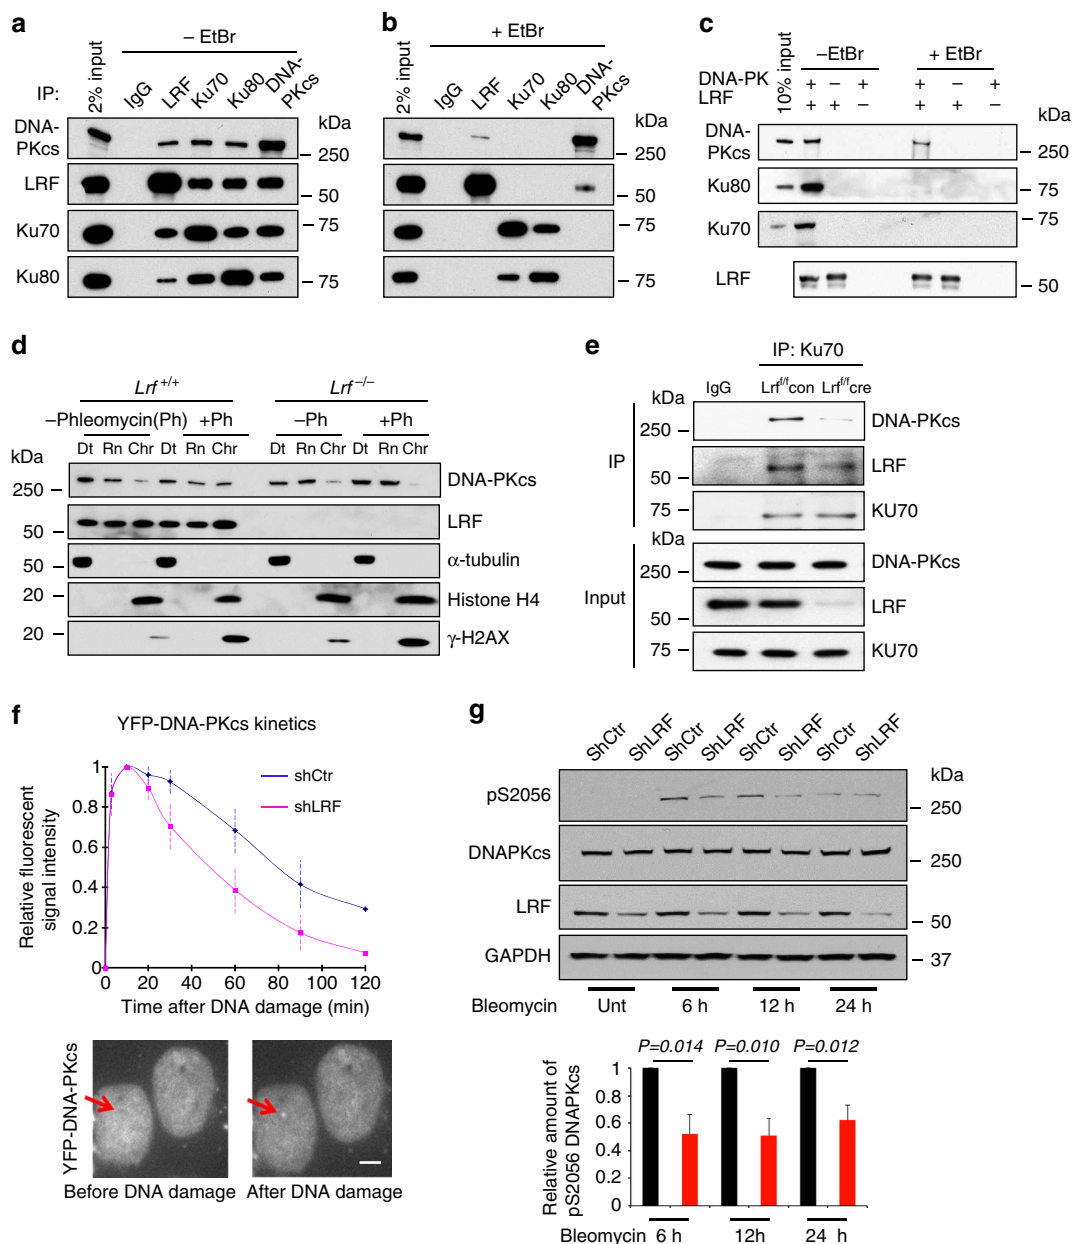 a
– EtBr
IP:
2% input
IgG
LRF
Ku70
Ku80
DNA-
PKcs
kDa
DNA-
PKcs
– 250
LRF
– 50
Ku70
– 75
Ku80
– 75
b
+ EtBr
2% input
IgG
LRF
Ku70
Ku80
DNA-
PKcs
kDa
– 250
– 50
– 75
– 75
c
10% input
–EtBr
+ EtBr
DNA-PK + – + + – +
LRF + + – + + –
kDa
DNA-
PKcs
– 250
Ku80
– 75
Ku70
– 75
LRF
– 50
d
Lrf +/+
Lrf –/–
–Phleomycin(Ph)
+Ph
–Ph
+Ph
kDa
Dt Rn Chr Dt Rn Chr Dt Rn Chr Dt Rn Chr
250 –
DNA-PKcs
50 –
LRF
α-tubulin
20 –
Histone H4
20 –
γ-H2AX
e
IP: Ku70
IgG
Lrf f/f con
Lrf f/f cre
kDa
250 –
DNA-PKcs
IP
50 –
LRF
75 –
KU70
kDa
250 –
DNA-PKcs
Input
50 –
LRF
75 –
KU70
f
YFP-DNA-PKcs kinetics
Relative fluorescent
signal intensity
1
0.8
0.6
0.4
0.2
0
shCtr
shLRF
0 20 40 60 80 100 120
Time after DNA damage (min)
YFP-DNA-PKcs
Before DNA damage
After DNA damage
g
ShCtr
ShLRF
ShCtr
ShLRF
ShCtr
ShLRF
ShCtr
ShLRF
kDa
pS2056
– 250
DNAPKcs
– 250
LRF
– 50
GAPDH
– 37
Bleomycin Unt 6 h 12 h 24 h
Relative amount of
pS2056 DNAPKcs
P=0.014
P=0.010
P=0.012
1
0.8
0.6
0.4
0.2
0
Bleomycin 6 h 12h 24 h